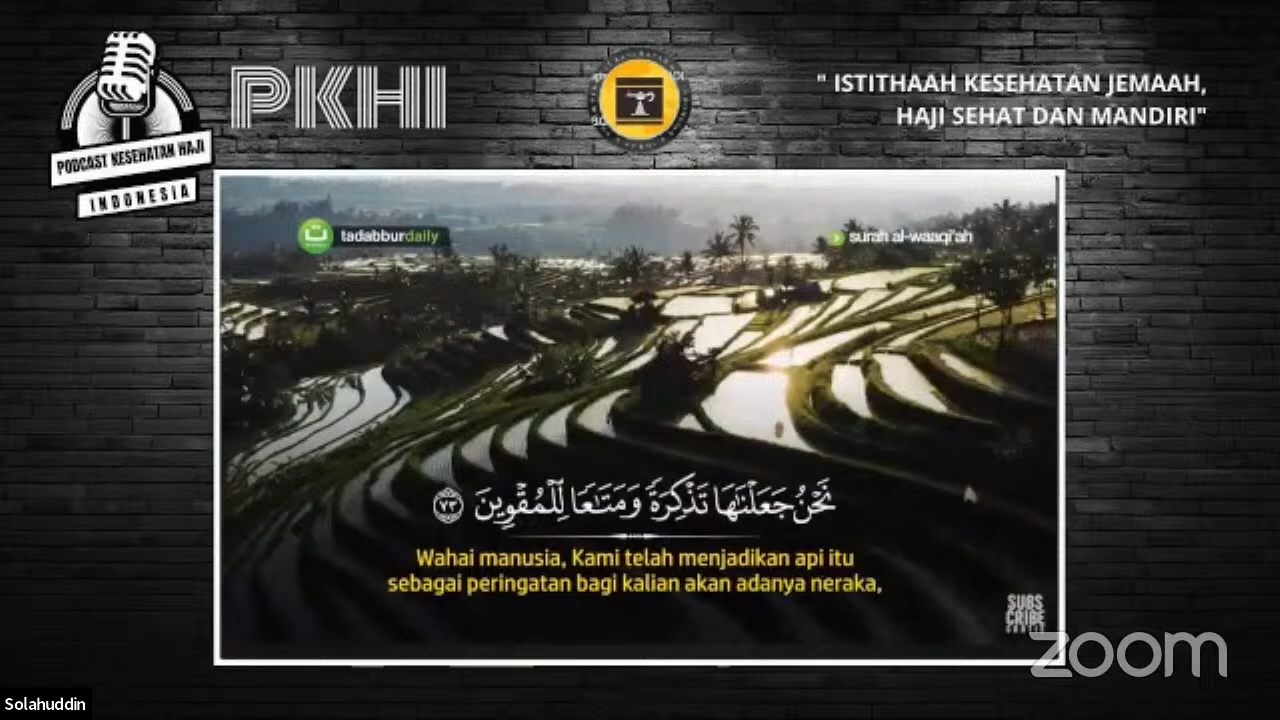 PODCAST KESEHATAN HAJI
INDONESIA
PKHI
" ISTITHAAH KESEHATAN JEMAAH,
HAJI SEHAT DAN MANDIRI"
tadabburdaily
surah al-waaqi'ah
نَحْنُ جَعَلْنَٰهَا تَذْكِرَةً وَمَتَٰعًا لِّلْمُقْوِينَ ٧٣
Wahai manusia, Kami telah menjadikan api itu
sebagai peringatan bagi kalian akan adanya neraka,
SUBS
CRIBE
zoom
Solahuddin